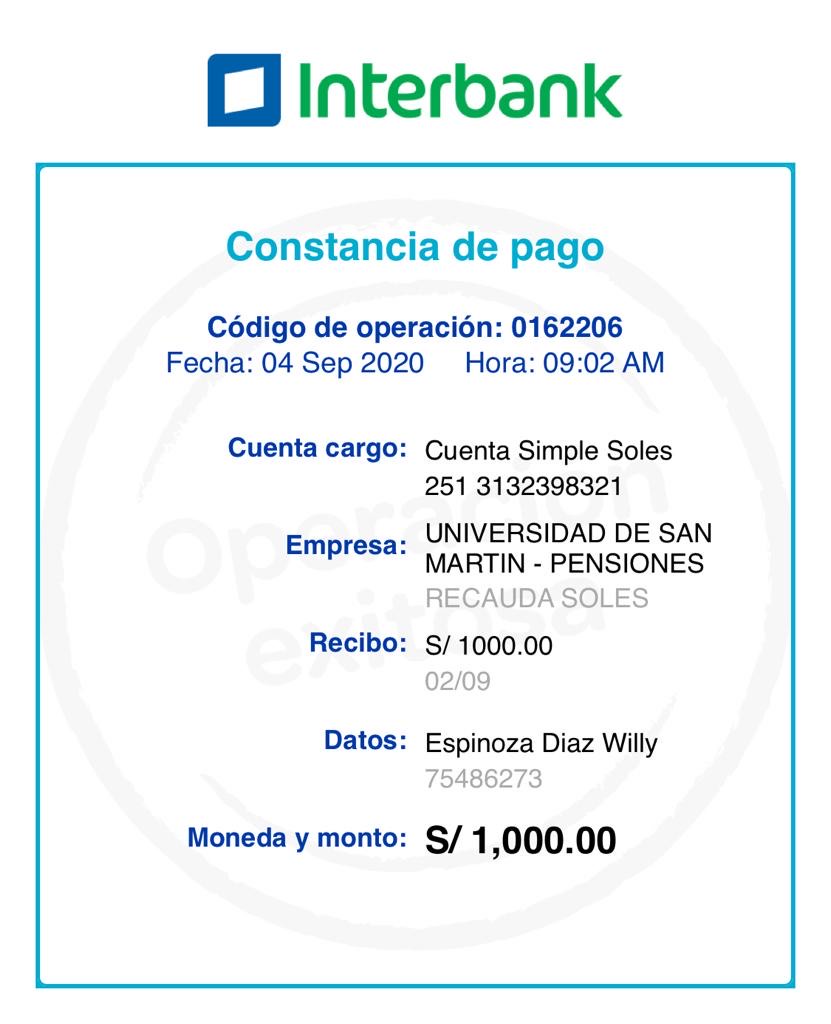 Interbank
Constancia de pago
Código de operación: 0162206
Fecha: 04 Sep 2020 Hora: 09:02 AM
Cuenta cargo: Cuenta Simple Soles
251 3132398321
Empresa: UNIVERSIDAD DE SAN
MARTIN - PENSIONES
RECAUDA SOLES
Recibo: S/ 1000.00
02/09
Datos: Espinoza Diaz Willy
75486273
Moneda y monto: S/ 1,000.00
Operación
exitosa